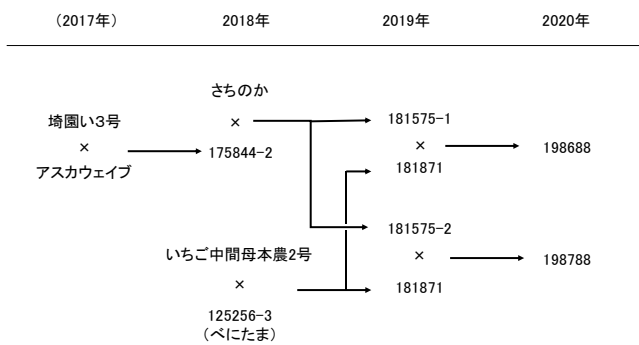 （2017年） 2018年 2019年 2020年
さちのか
埼園い３号 × 181575-1
× 175844-2 × 198688
アスカウェイブ 181871
181575-2
いちご中間母本農2号 × 198788
× 181871
125256-3
（べにたま）